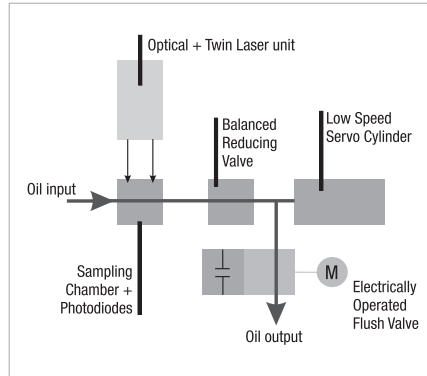 Optical + Twin Laser unit
Balanced
Reducing
Valve
Low Speed
Servo Cylinder
Oil input
Sampling
Chamber +
Photodiodes
M
Electrically
Operated
Flush Valve
Oil output